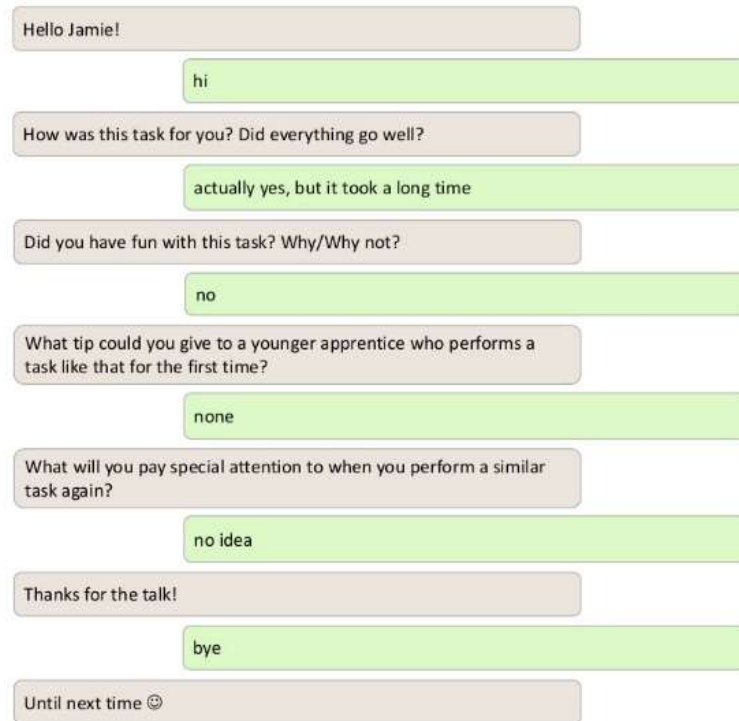 Hello Jamie!
hi
How was this task for you? Did everything go well?
actually yes, but it took a long time
Did you have fun with this task? Why/Why not?
no
What tip could you give to a younger apprentice who performs a
task like that for the first time?
none
What will you pay special attention to when you perform a similar
task again?
no idea
Thanks for the talk!
bye
Until next time ☺